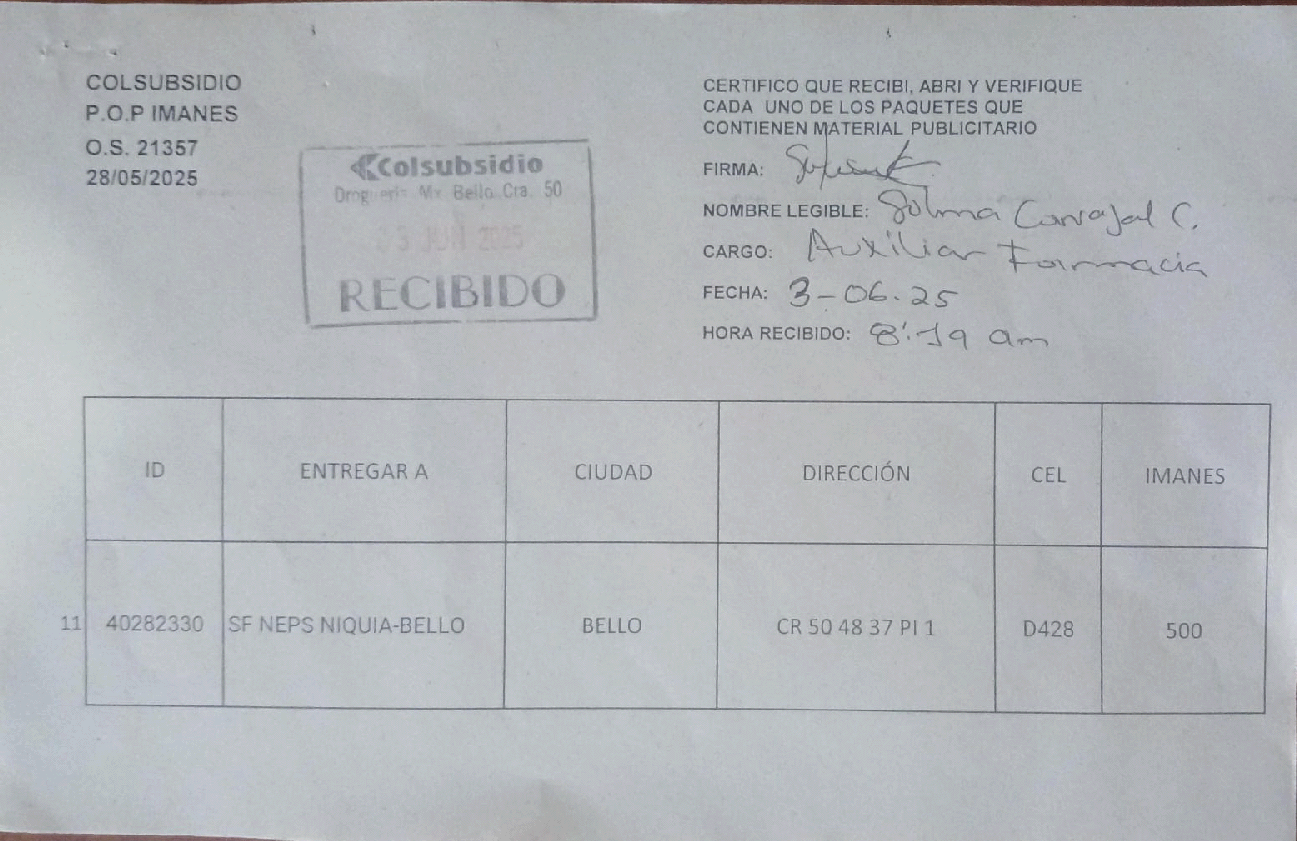 COLSUBSIDIO
P.O.P IMANES
O.S. 21357
28/05/2025
Colsubsidio
Mx Bello Cra. 50
JUN 2025
RECIBIDO
CERTIFICO QUE RECIBI, ABRI Y VERIFIQUE
CADA UNO DE LOS PAQUETES QUE
CONTIENEN MATERIAL PUBLICITARIO
FIRMA:
NOMBRE LEGIBLE: Carvajal C.
CARGO: Auxiliar Farmacia
FECHA: 3-06.25
HORA RECIBIDO: 8:19 am
ID ENTREGAR A CIUDAD DIRECCIÓN CEL IMANES
11 40282330 SF NEPS NIQUIA-BELLO BELLO CR 50 48 37 PI 1 D428 500